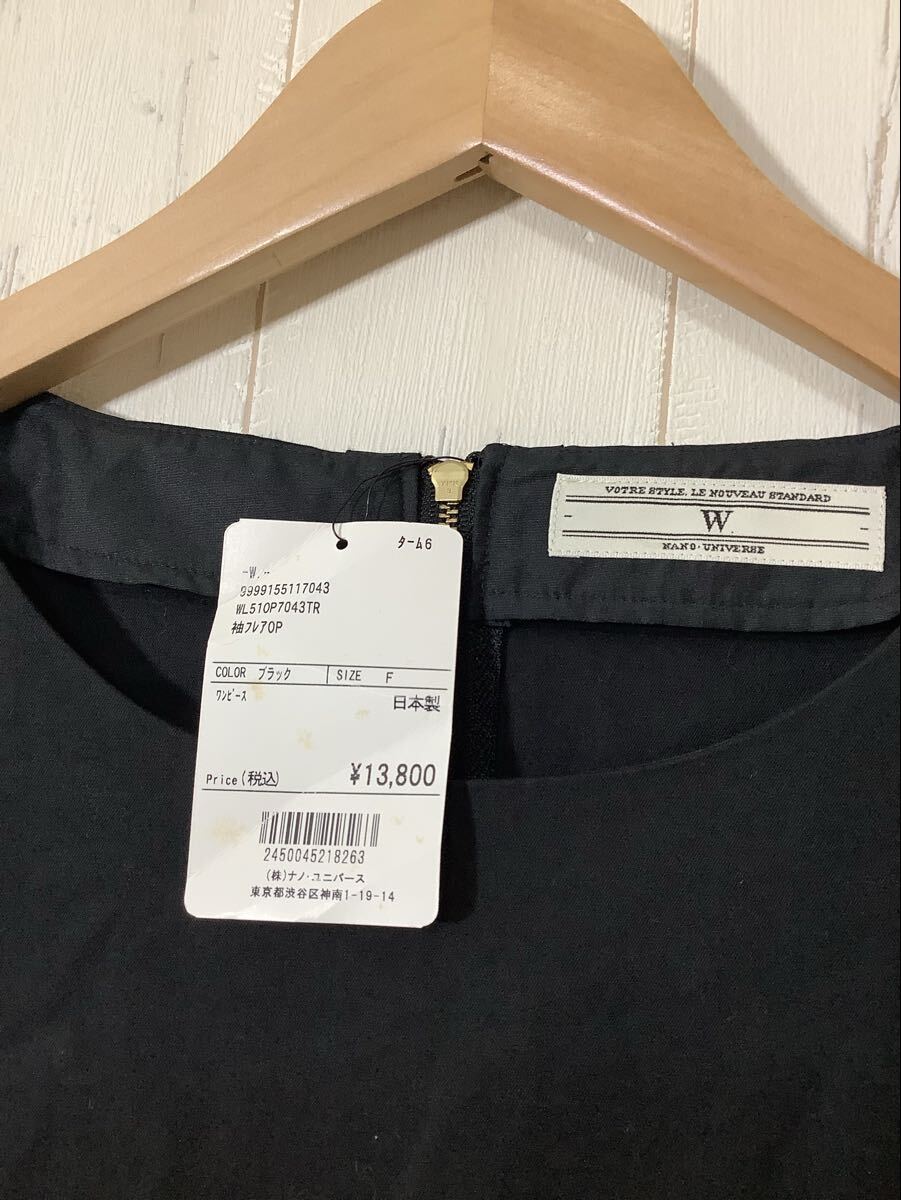 VOTRE STYLE, LE NOUVEAU STANDARD
W.
NANO・UNIVERSE
ターム6
-W.-
9999155117043
WL51OP7043TR
袖フレアOP
COLOR ブラック SIZE F
ワンピース
日本製
Price(税込) ¥13,800
2450045218263
(株)ナノ・ユニバース
東京都渋谷区神南1-19-14